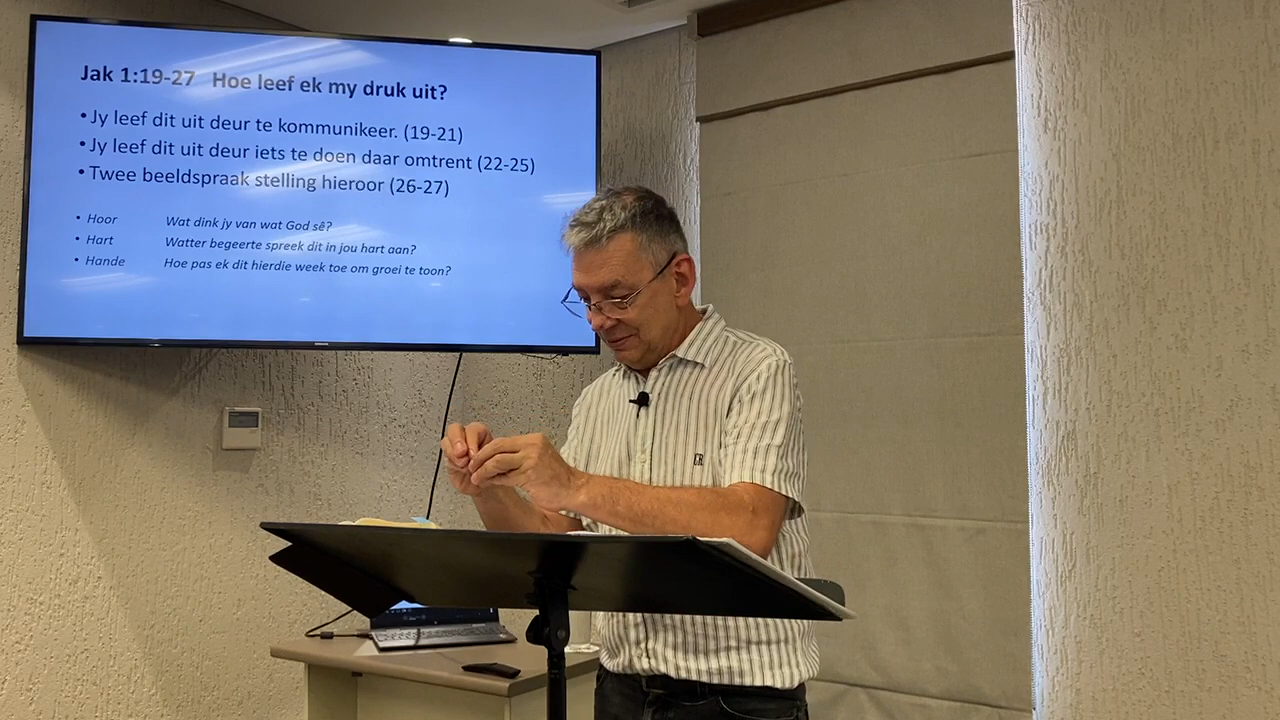 Jak 1:19-27 Hoe leef ek my druk uit?
• Jy leef dit uit deur te kommunikeer. (19-21)
• Jy leef dit uit deur iets te doen daar omtrent (22-25)
• Twee beeldspraak stelling hieroor (26-27)
• Hoor Wat dink jy van wat God sê?
• Hart Watter begeerte spreek dit in jou hart aan?
• Hande Hoe pas ek dit hierdie week toe om groei te toon?